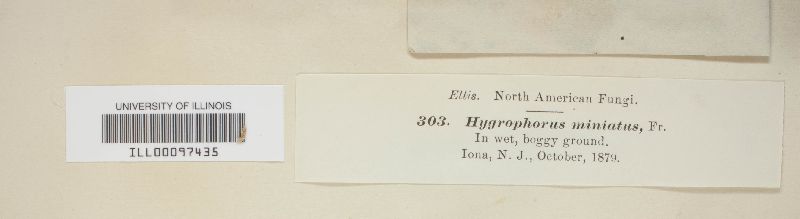 UNIVERSITY OF ILLINOIS
ILL00097435
Ellis. North American Fungi.
303. Hygrophorus miniatus, Fr.
In wet, boggy ground.
Iona, N. J., October, 1879.